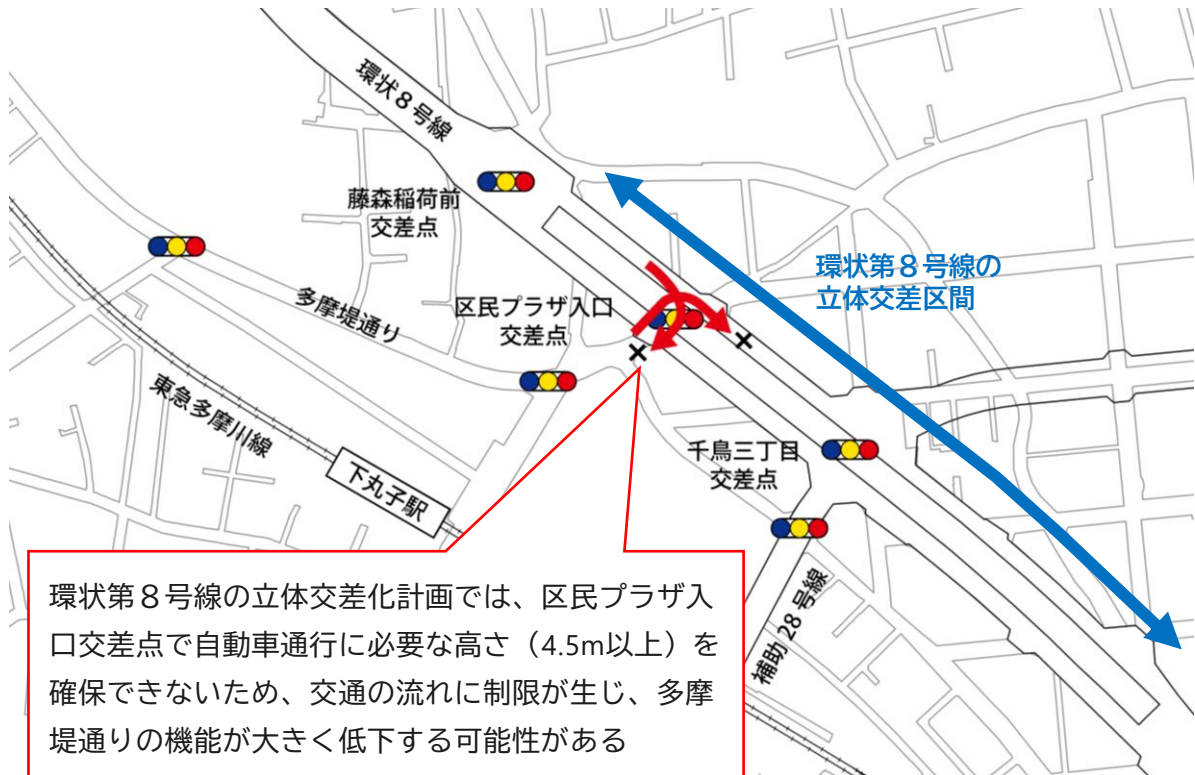 環状８号線
藤森稲荷前
交差点
環状第８号線の
立体交差区間
多摩堤通り
区民プラザ入口
交差点
東急多摩川線
千鳥三丁目
交差点
下丸子駅
補助 28 号線
環状第８号線の立体交差化計画では、区民プラザ入
口交差点で自動車通行に必要な高さ（4.5m以上）を
確保できないため、交通の流れに制限が生じ、多摩
堤通りの機能が大きく低下する可能性がある